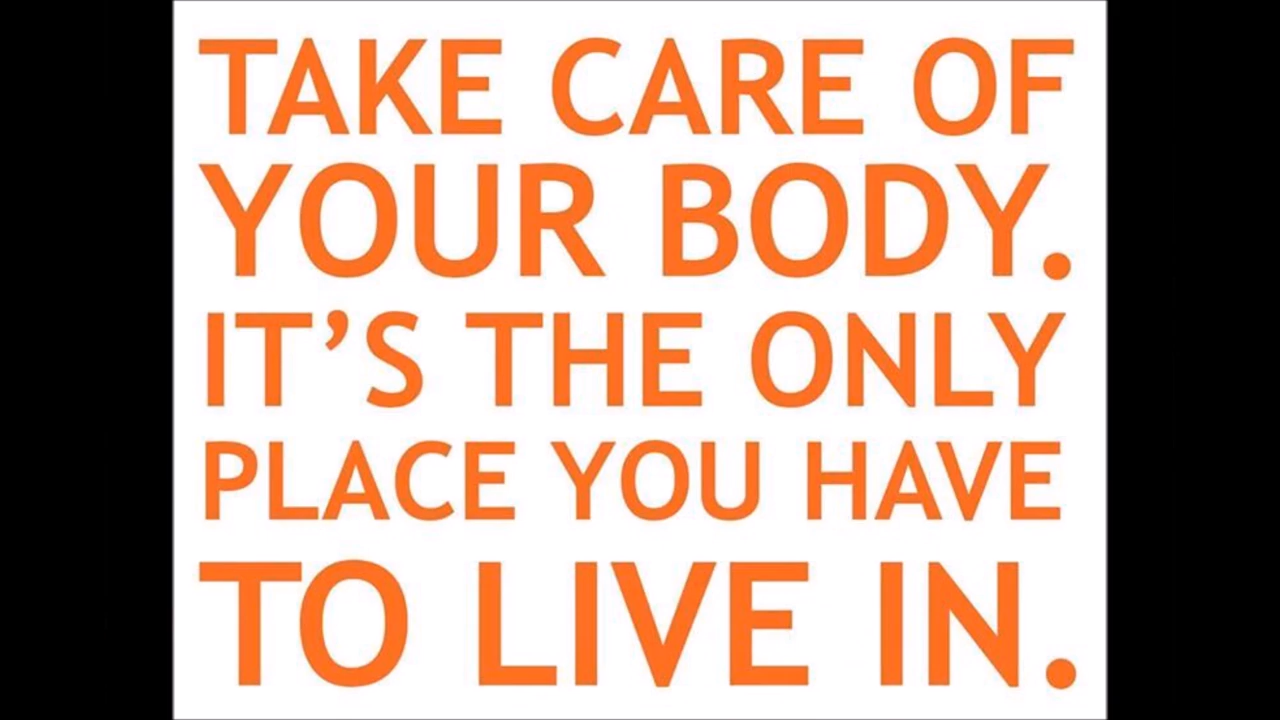 TAKE CARE OF
YOUR BODY.
IT’S THE ONLY
PLACE YOU HAVE
TO LIVE IN.